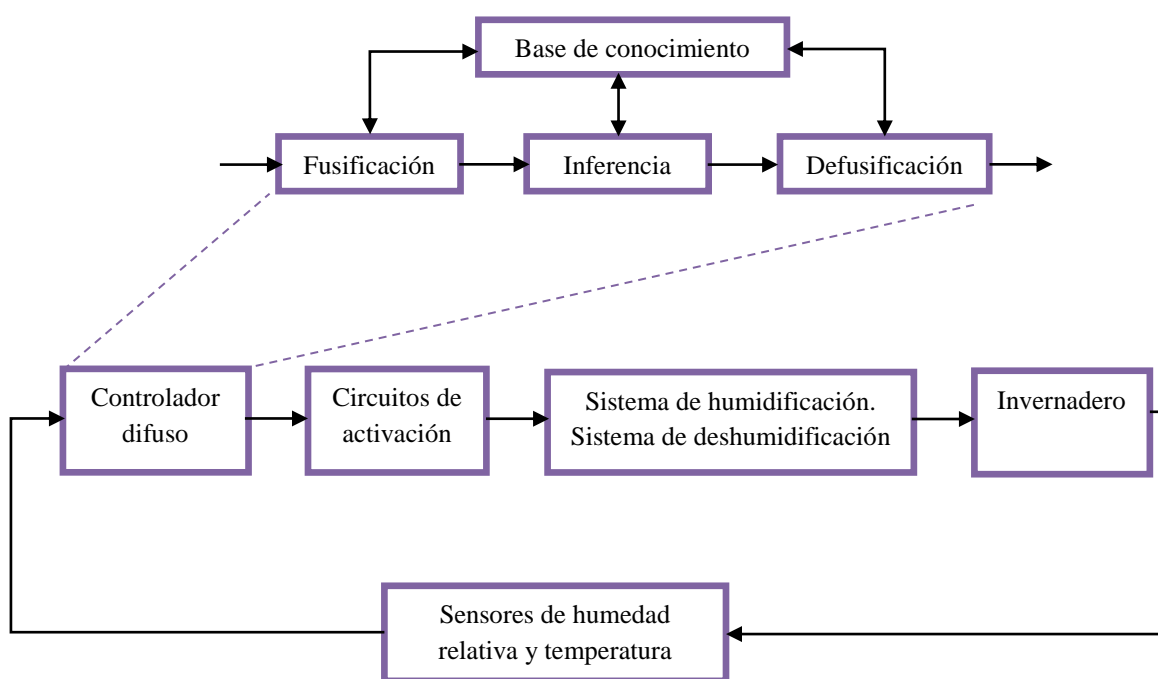 Base de conocimiento
Fusificación
Inferencia
Defusificación
Controlador
difuso
Circuitos de
activación
Sistema de humidificación.
Sistema de deshumidificación
Invernadero
Sensores de humedad
relativa y temperatura